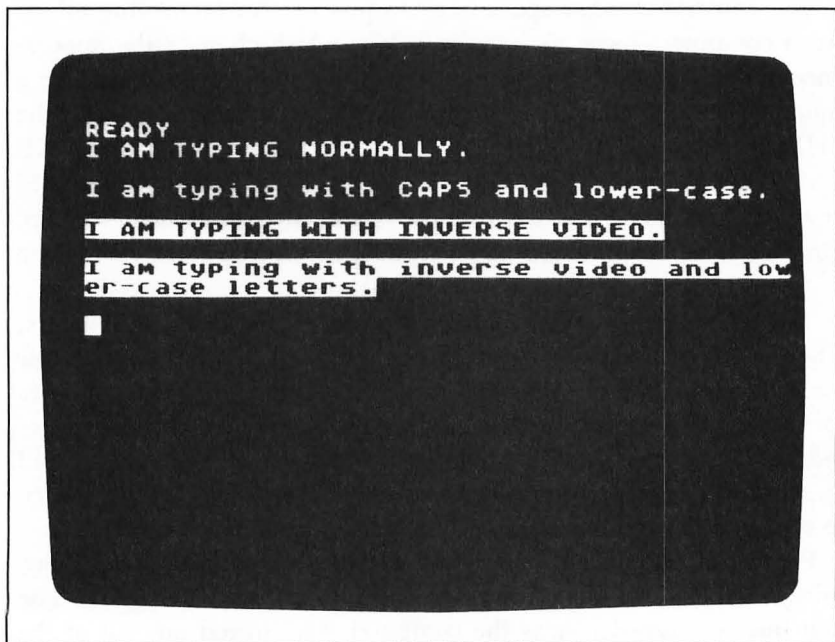 READY
I AM TYPING NORMALLY.
I am typing with CAPS and lower-case.
I AM TYPING WITH INVERSE VIDEO.
I am typing with inverse video and low
er-case letters.